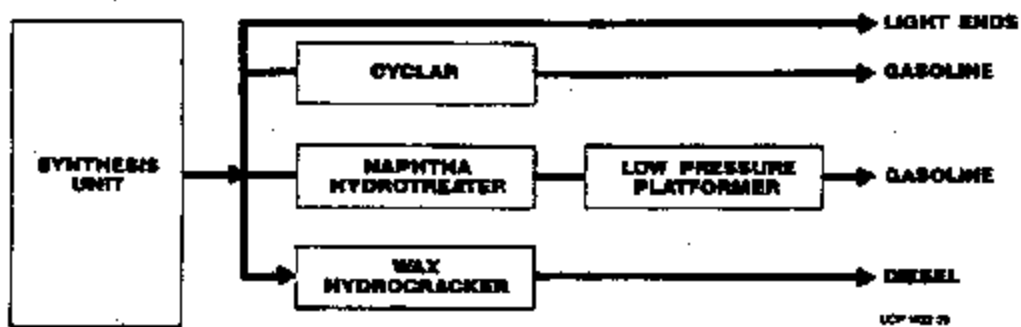 LIGHT ENDS
CYCLAR
GASOLINE
SYNTHESIS
UNIT
NAPHTHA
HYDROTREATER
LOW PRESSURE
PLATFORMER
GASOLINE
WAX
HYDROCRACKER
DIESEL